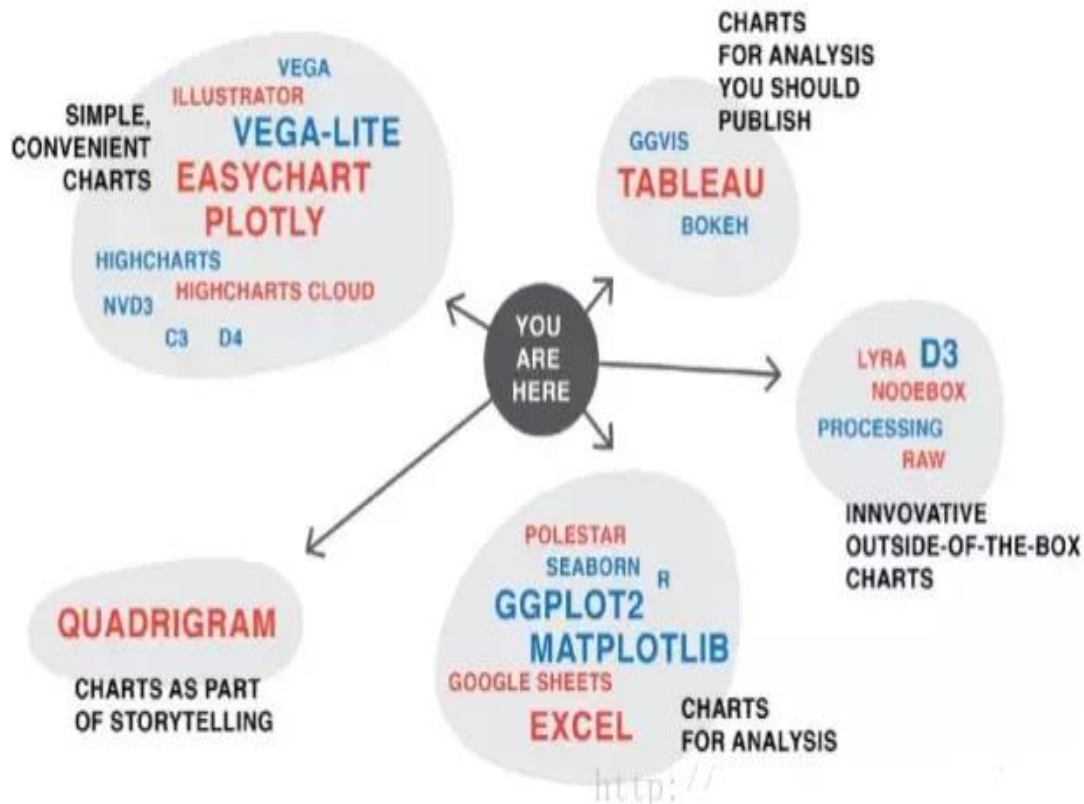 SIMPLE,
CONVENIENT
CHARTS
VEGA
ILLUSTRATOR
VEGA-LITE
EASYCHART
PLOTLY
HIGHCHARTS
HIGHCHARTS CLOUD
NVD3
C3 D4
CHARTS
FOR ANALYSIS
YOU SHOULD
PUBLISH
GGVIS
TABLEAU
BOKEH
YOU
ARE
HERE
LYRA D3
NODEBOX
PROCESSING
RAW
INNVOVATIVE
OUTSIDE-OF-THE-BOX
CHARTS
QUADRIGRAM
CHARTS AS PART
OF STORYTELLING
POLESTAR
SEABORN R
GGPLOT2
MATPLOTLIB
GOOGLE SHEETS
EXCEL
CHARTS
FOR ANALYSIS
http://